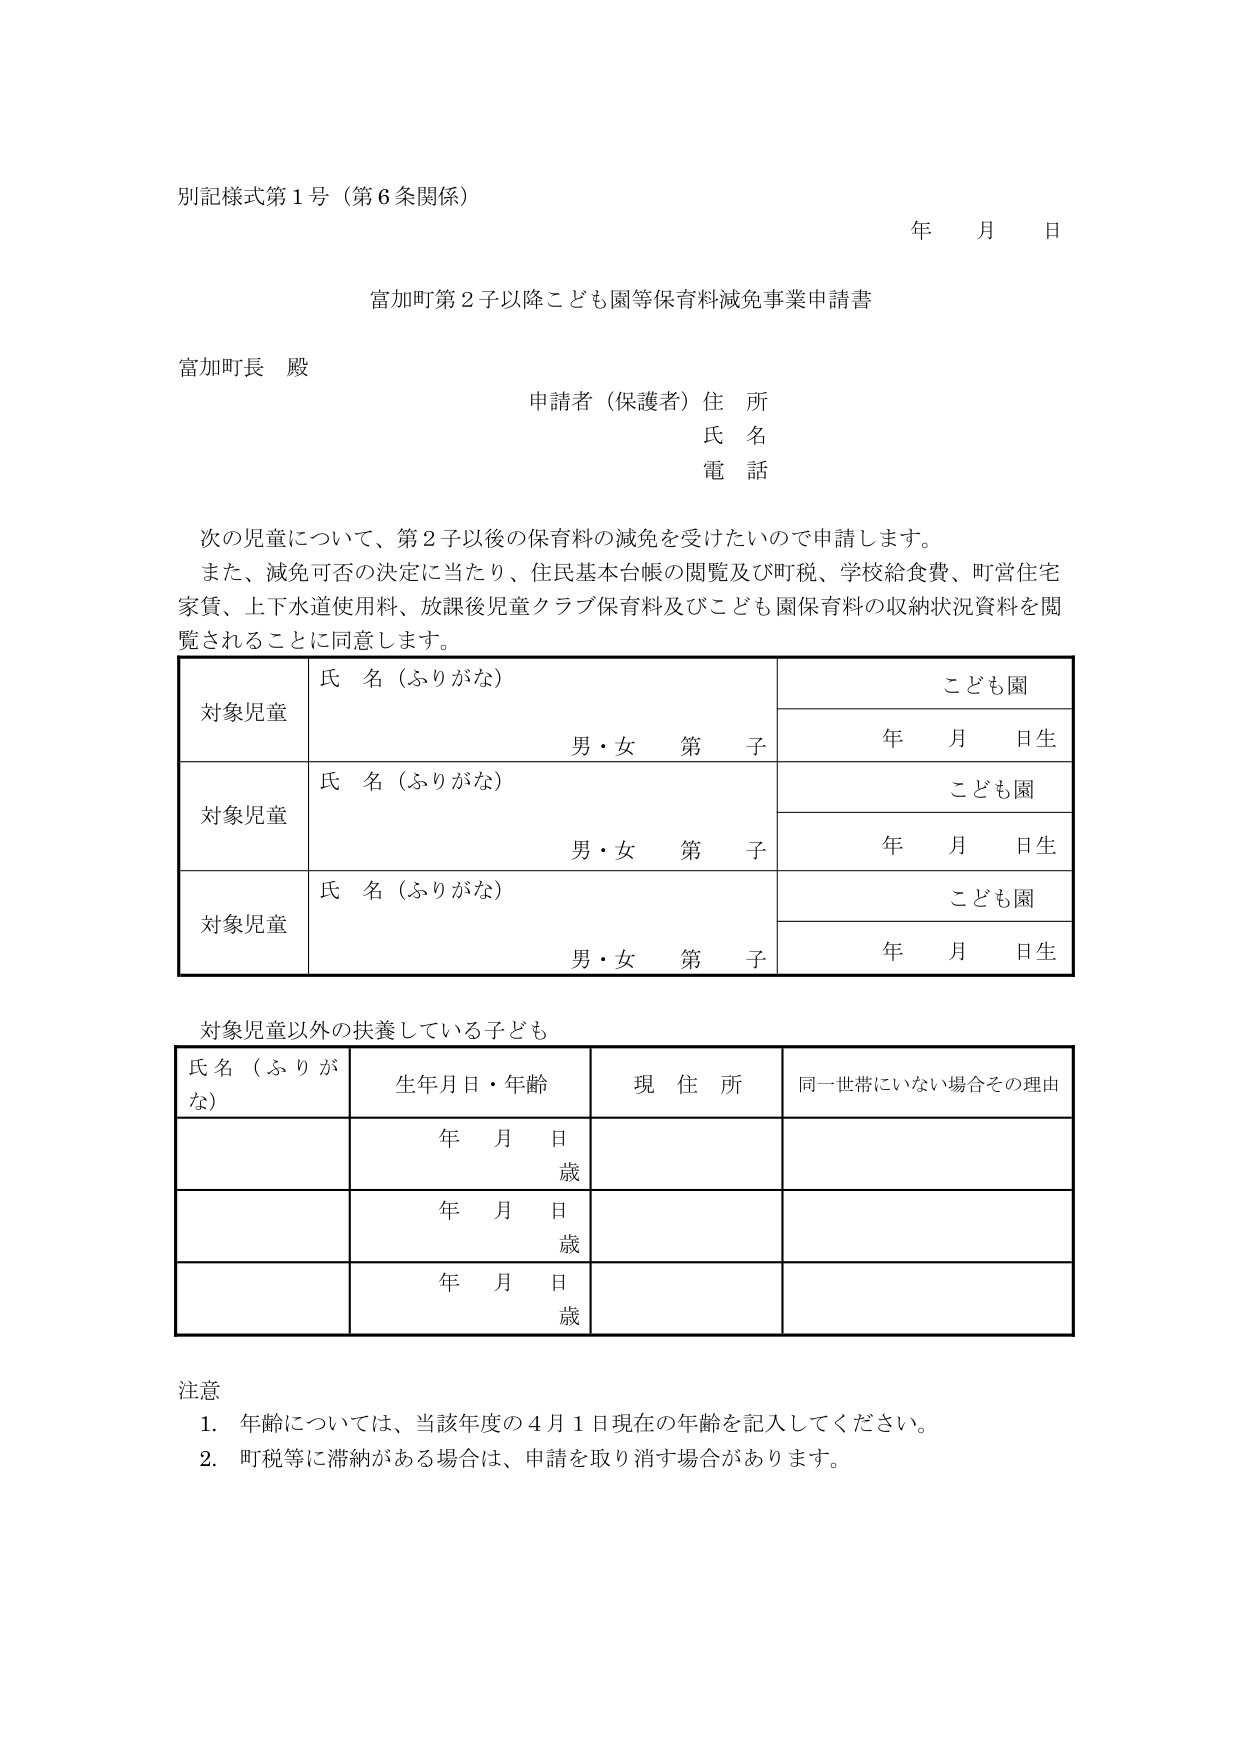 別記様式第1号（第6条関係）
年　　月　　日
富加町第2子以降こども園等保育料減免事業申請書
富加町長　殿
申請者（保護者）住　所
氏　名
電　話
次の児童について、第2子以後の保育料の減免を受けたいので申請します。
また、減免可否の決定に当たり、住民基本台帳の閲覧及び町税、学校給食費、町営住宅
家賃、上下水道使用料、放課後児童クラブ保育料及びこども園保育料の収納状況資料を閲
覧されることに同意します。
氏　名（ふりがな）
こども園
対象児童
男・女　　第　　子
年　　月　　日生
氏　名（ふりがな）
こども園
対象児童
男・女　　第　　子
年　　月　　日生
氏　名（ふりがな）
こども園
対象児童
男・女　　第　　子
年　　月　　日生
対象児童以外の扶養している子ども
氏名（ふりが
な）
生年月日・年齢
現　住　所
同一世帯にいない場合その理由
年　月　日
歳
年　月　日
歳
年　月　日
歳
注意
1.　年齢については、当該年度の4月1日現在の年齢を記入してください。
2.　町税等に滞納がある場合は、申請を取り消す場合があります。